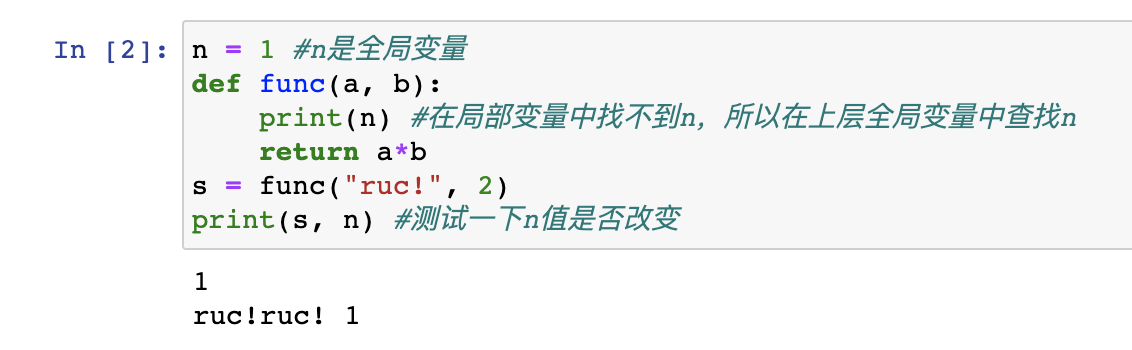 In [2]: n = 1 #n是全局变量
def func(a, b):
    print(n) #在局部变量中找不到n，所以在上层全局变量中查找n
    return a*b
s = func("ruc!", 2)
print(s, n) #测试一下n值是否改变
1
ruc!ruc! 1